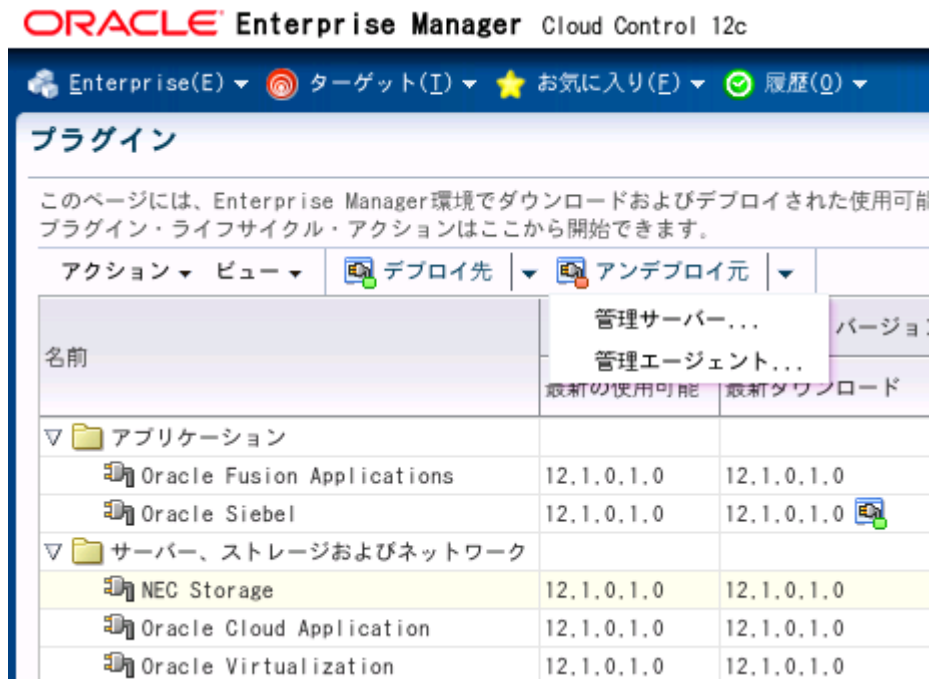 ORACLE Enterprise Manager Cloud Control 12c
Enterprise(E) ターゲット(T) お気に入り(F) 履歴(O)
プラグイン
このページには、Enterprise Manager環境でダウンロードおよびデプロイされた使用可能
プラグイン・ライフサイクル・アクションはここから開始できます。
アクション ビュー デプロイ先 アンデプロイ元
管理サーバー...
バージョン
名前
管理エージェント...
最新の使用可能 最新ダウンロード
アプリケーション
Oracle Fusion Applications 12.1.0.1.0 12.1.0.1.0
Oracle Siebel 12.1.0.1.0 12.1.0.1.0
サーバー、ストレージおよびネットワーク
NEC Storage 12.1.0.1.0 12.1.0.1.0
Oracle Cloud Application 12.1.0.1.0 12.1.0.1.0
Oracle Virtualization 12.1.0.1.0 12.1.0.1.0